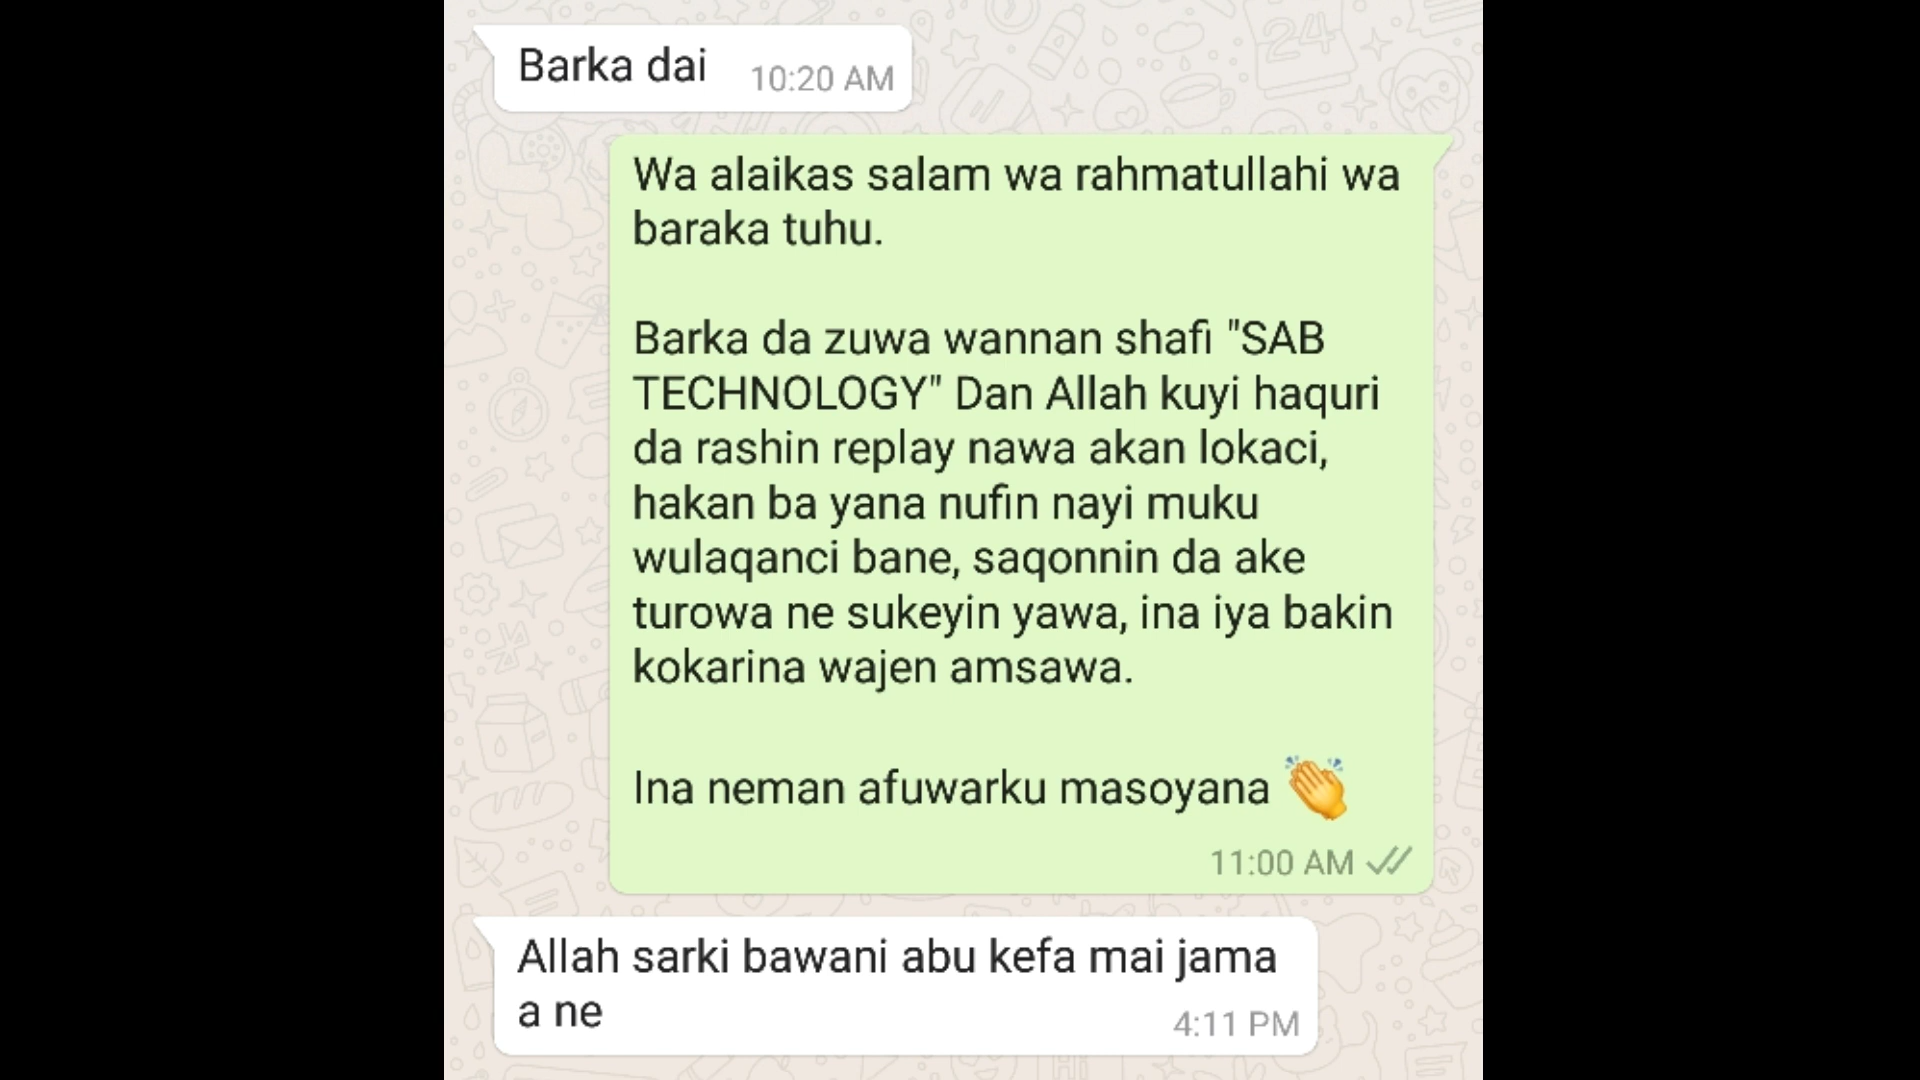 Barka dai
10:20 AM
Wa alaikas salam wa rahmatullahi wa
baraka tuhu.
Barka da zuwa wannan shafi "SAB
TECHNOLOGY" Dan Allah kuyi haquri
da rashin replay nawa akan lokaci,
hakan ba yana nufin nayi muku
wulaqanci bane, saqonnin da ake
turowa ne sukeyin yawa, ina iya bakin
kokarina wajen amsawa.
Ina neman afuwarku masoyana 👏
11:00 AM
Allah sarki bawani abu kefa mai jama
a ne
4:11 PM